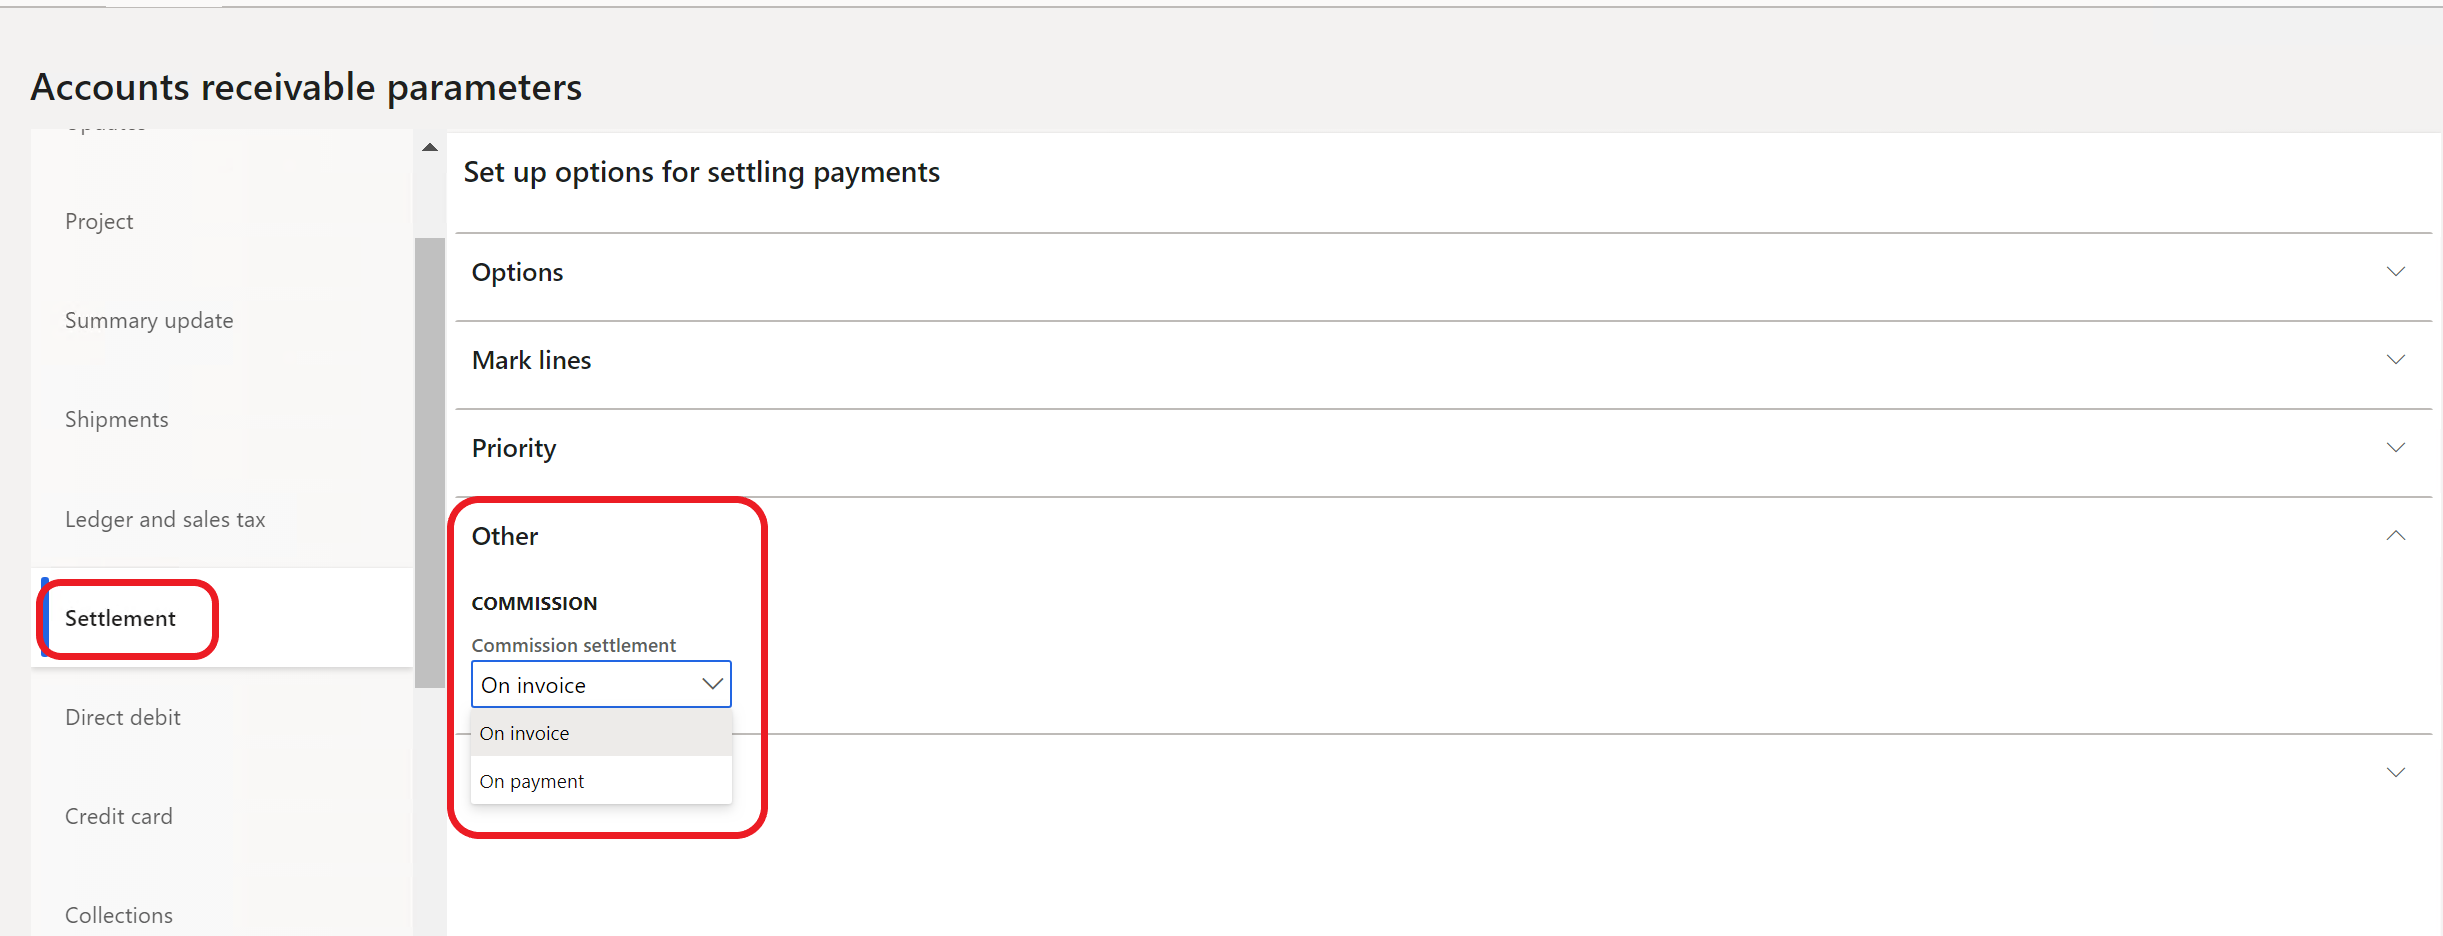 Accounts receivable parameters
Updates
Project
Summary update
Shipments
Ledger and sales tax
Settlement
Direct debit
Credit card
Collections
Set up options for settling payments
Options
Mark lines
Priority
Other
COMMISSION
Commission settlement
On invoice
On invoice
On payment